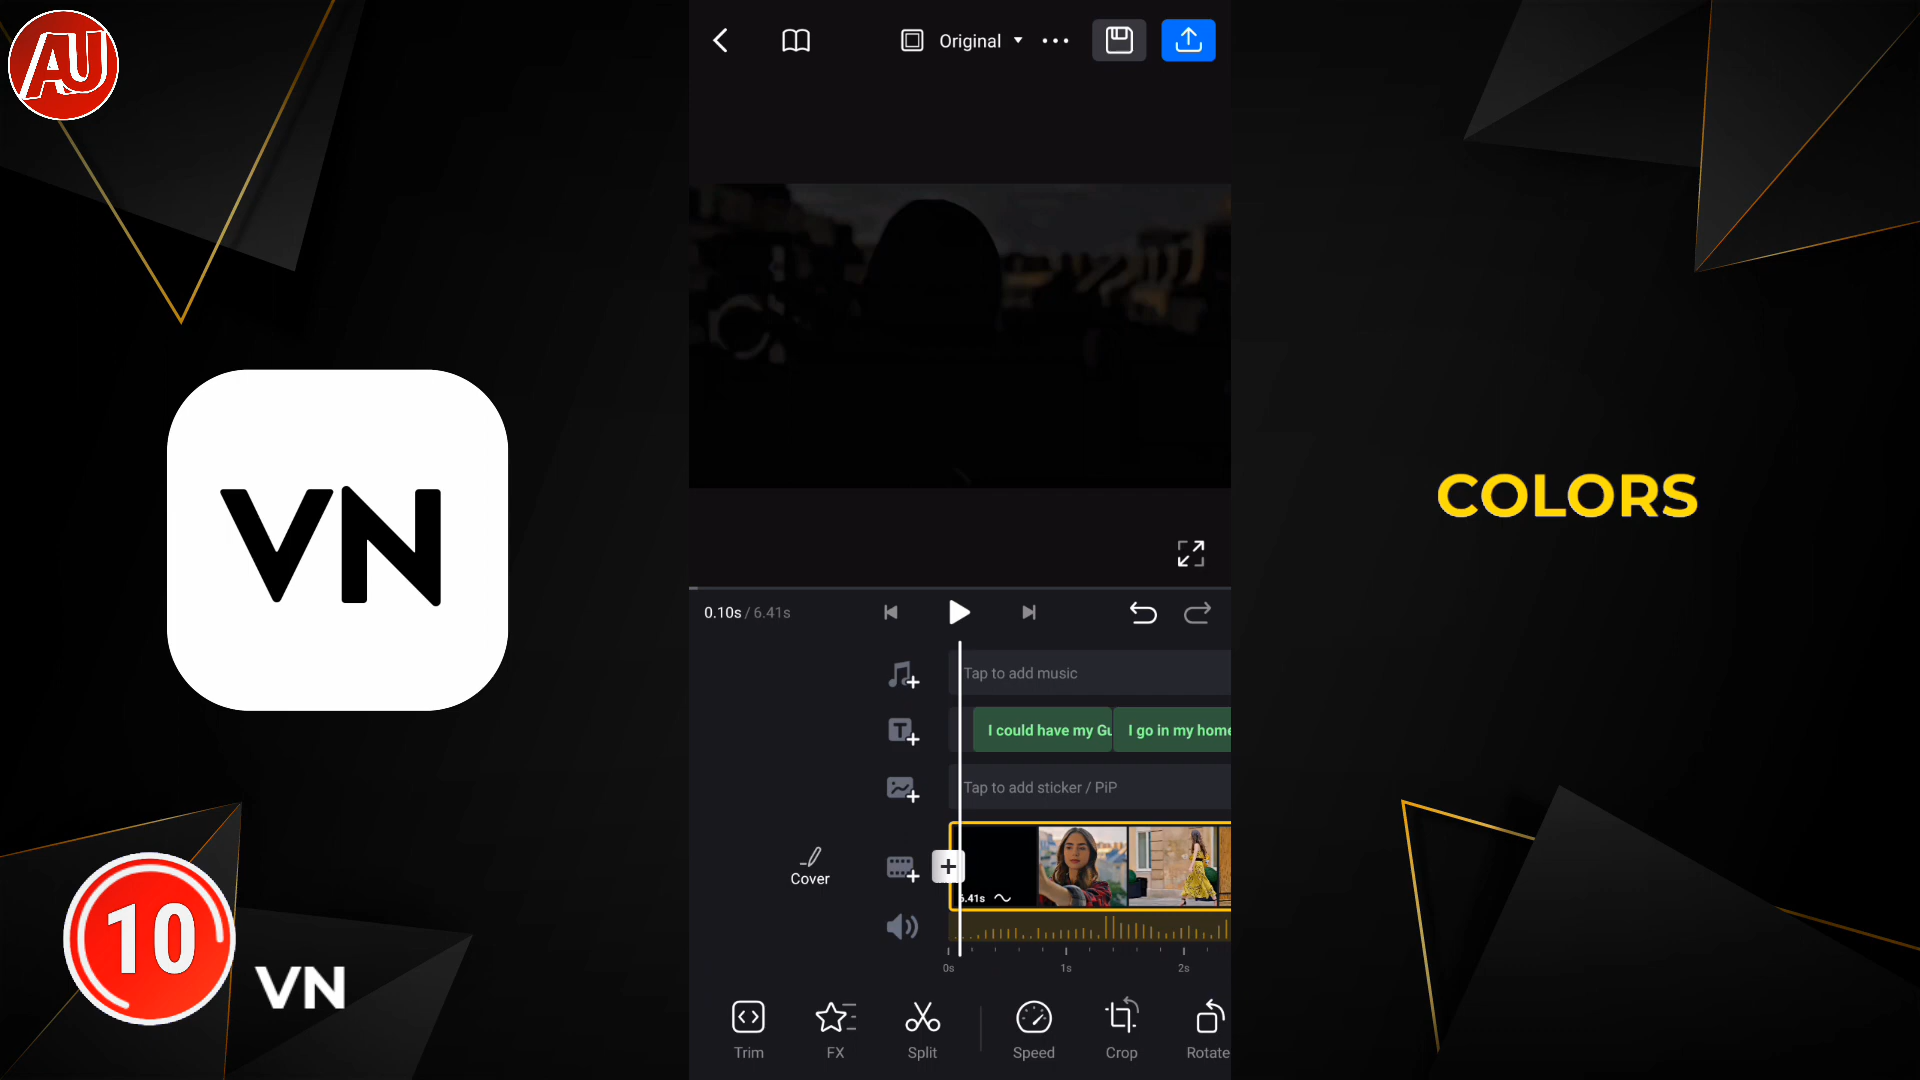 AU
Original
VN
COLORS
0.10s / 6.41s
Tap to add music
I could have my Gu
I go in my home
Tap to add sticker / PiP
Cover
6.41s
0s
1s
2s
10
VN
Trim
FX
Split
Speed
Crop
Rotate